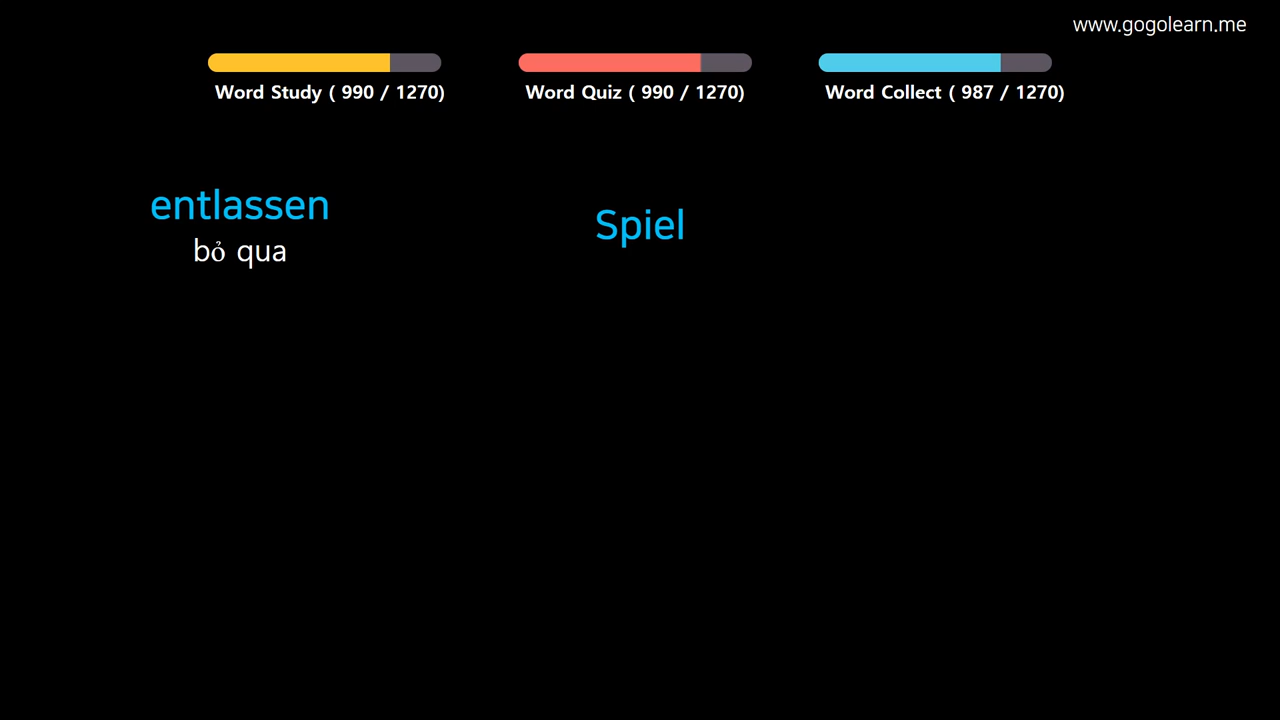 www.gogolearn.me
Word Study ( 990 / 1270)
Word Quiz ( 990 / 1270)
Word Collect ( 987 / 1270)
entlassen
bỏ qua
Spiel